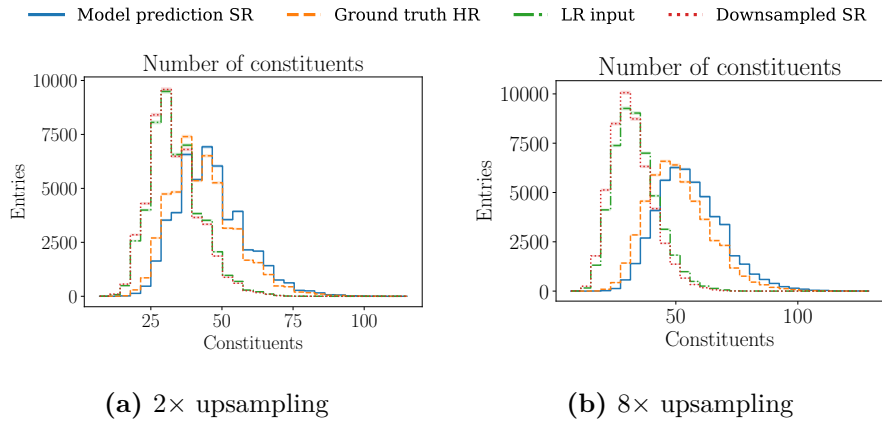 Model prediction SR Ground truth HR LR input Downsampled SR
Number of constituents
10000
7500
5000
2500
0
Entries
25 50 75 100
Constituents
(a) 2× upsampling
Number of constituents
10000
7500
5000
2500
0
Entries
50 100
Constituents
(b) 8× upsampling